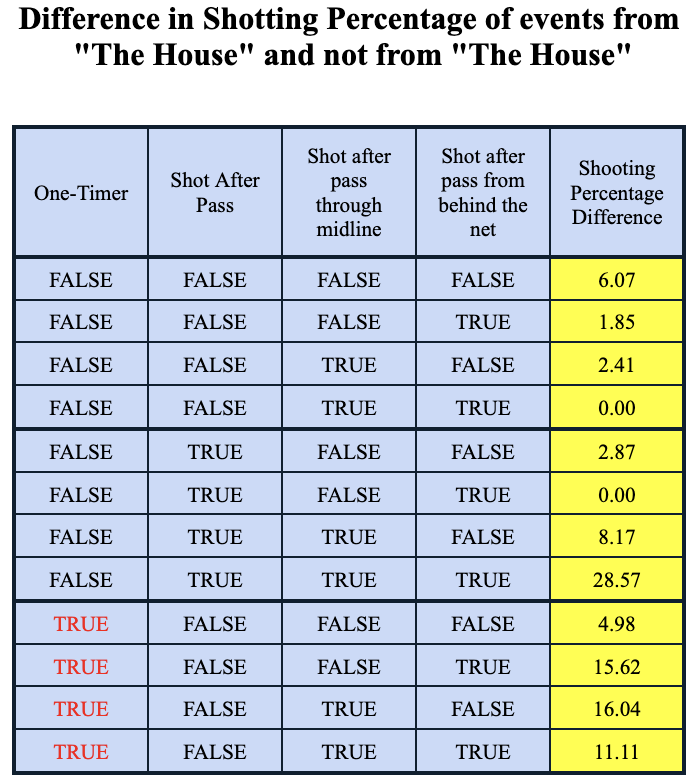 Difference in Shotting Percentage of events from
"The House" and not from "The House"
One-Timer Shot After Pass Shot after pass through midline Shot after pass from behind the net Shooting Percentage Difference
FALSE FALSE FALSE FALSE 6.07
FALSE FALSE FALSE TRUE 1.85
FALSE FALSE TRUE FALSE 2.41
FALSE FALSE TRUE TRUE 0.00
FALSE TRUE FALSE FALSE 2.87
FALSE TRUE FALSE TRUE 0.00
FALSE TRUE TRUE FALSE 8.17
FALSE TRUE TRUE TRUE 28.57
TRUE FALSE FALSE FALSE 4.98
TRUE FALSE FALSE TRUE 15.62
TRUE FALSE TRUE FALSE 16.04
TRUE FALSE TRUE TRUE 11.11